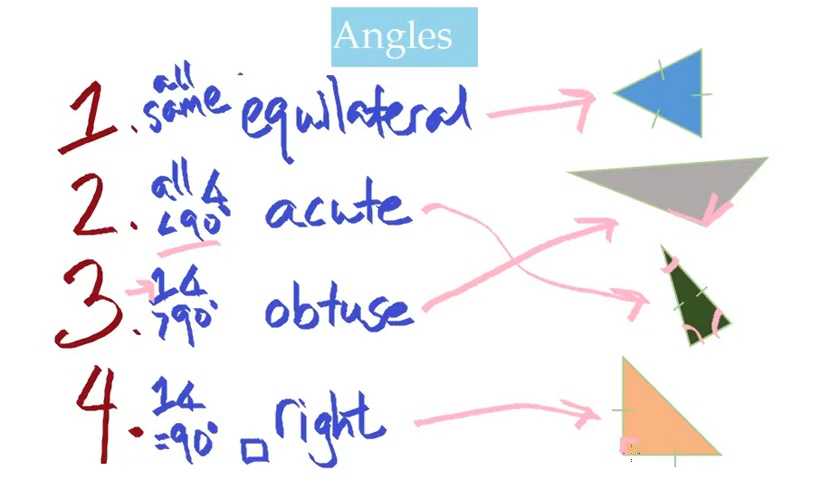 Angles
1. all same equilateral
2. all ∠ <90° acute
3. 1∠ >90° obtuse
4. 1∠ =90° right